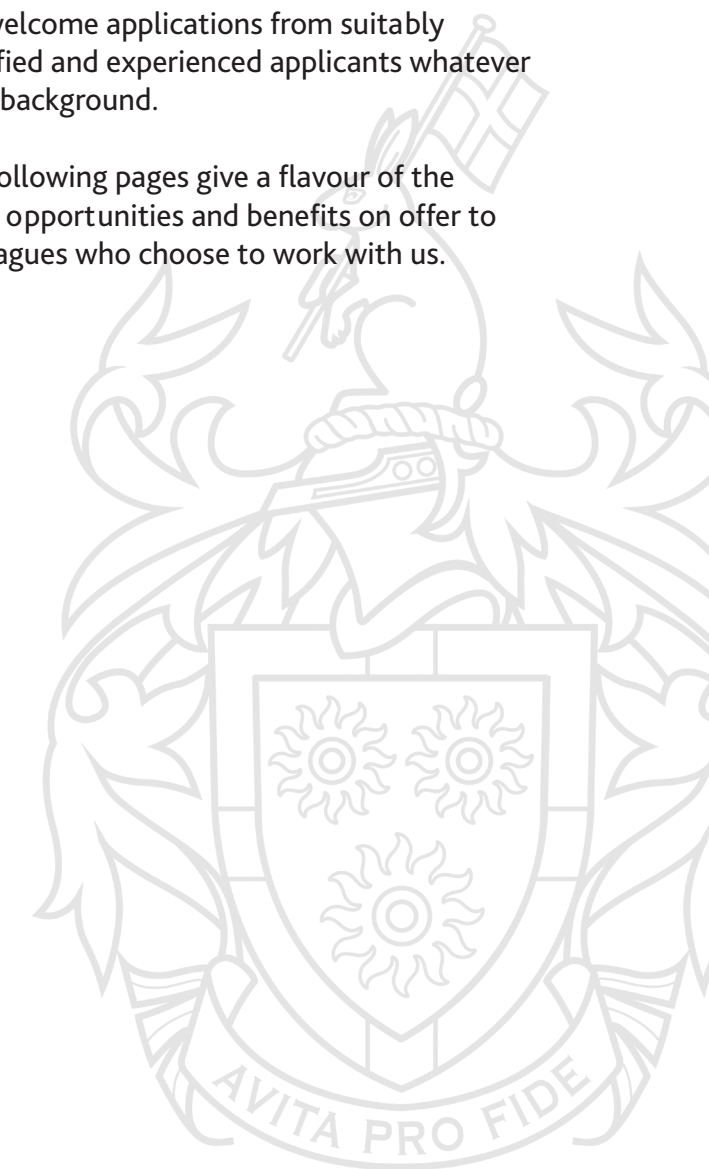 velcome applications from suitably
fied and experienced applicants whatever
background.
ollowing pages give a flavour of the
opportunities and benefits on offer to
agues who choose to work with us.
AVITA PRO FIDE